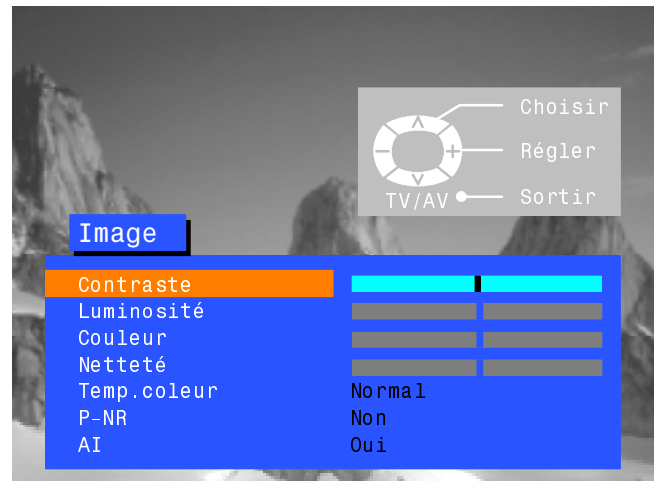 Choisir
Régler
TV/AV Sortir
Image
Contraste
Luminosité
Couleur
Netteté
Temp.coleur Normal
P-NR Non
AI Oui